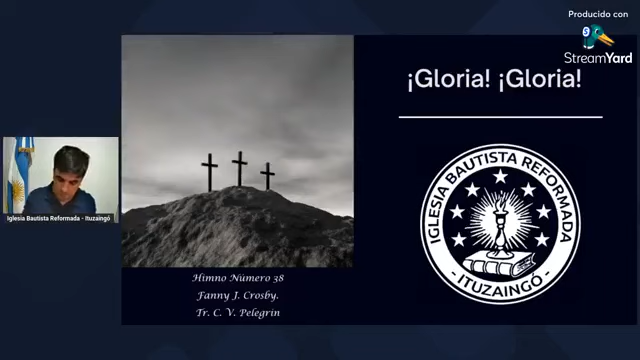 Producido con
StreamYard
¡Gloria! ¡Gloria!
IGLESIA BAUTISTA REFORMADA
- ITUZAINGÓ -
Iglesia Bautista Reformada - Ituzaingó
Himno Número 38
Fanny J. Crosby.
Tr. C. V. Pelegrin